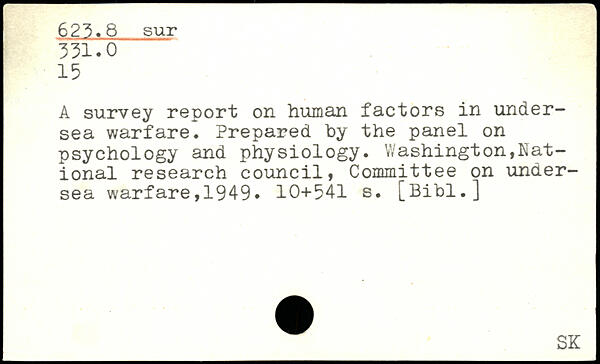 623.8 sur
331.0
15
A survey report on human factors in under-
sea warfare. Prepared by the panel on
psychology and physiology. Washington,Nat-
ional research council, Committee on under-
sea warfare,1949. 10+541 s. [Bibl.]
SK